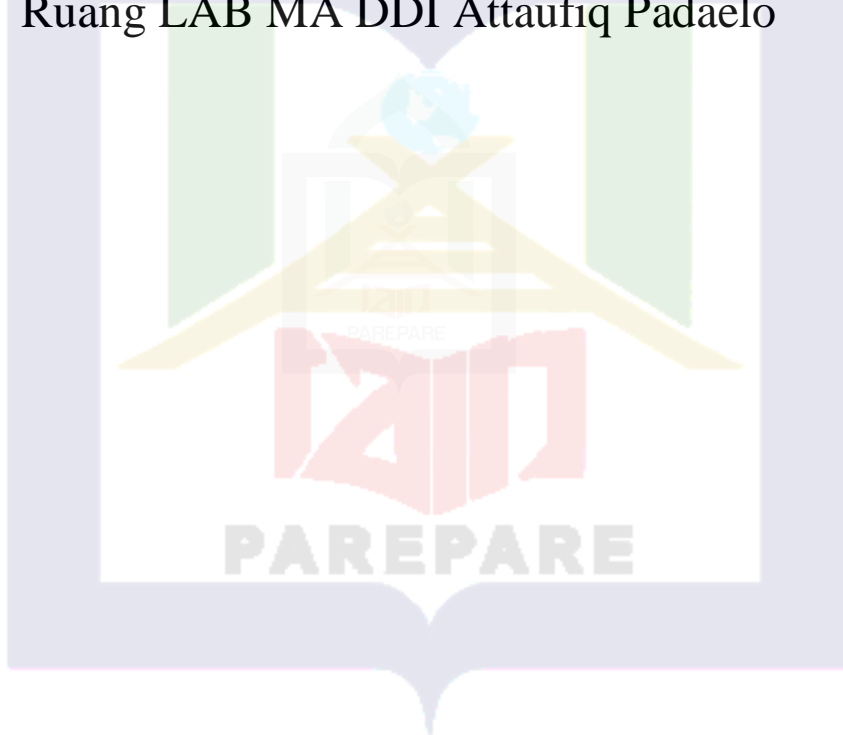 Ruang LAB MA DDI Attaufiq Padaelo
iain
PAREPARE
iain
PAREPARE